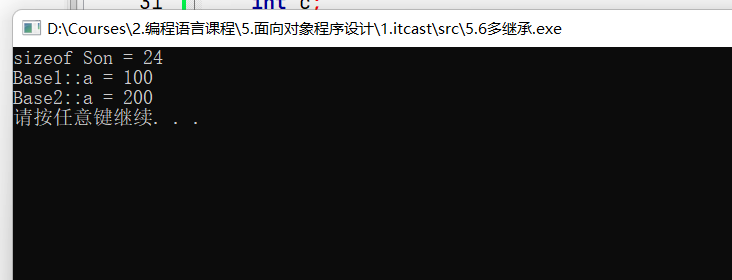 31 int c;
D:\Courses\2.编程语言课程\5.面向对象程序设计\1.itcast\src\5.6多继承.exe
sizeof Son = 24
Base1::a = 100
Base2::a = 200
请按任意键继续. . .